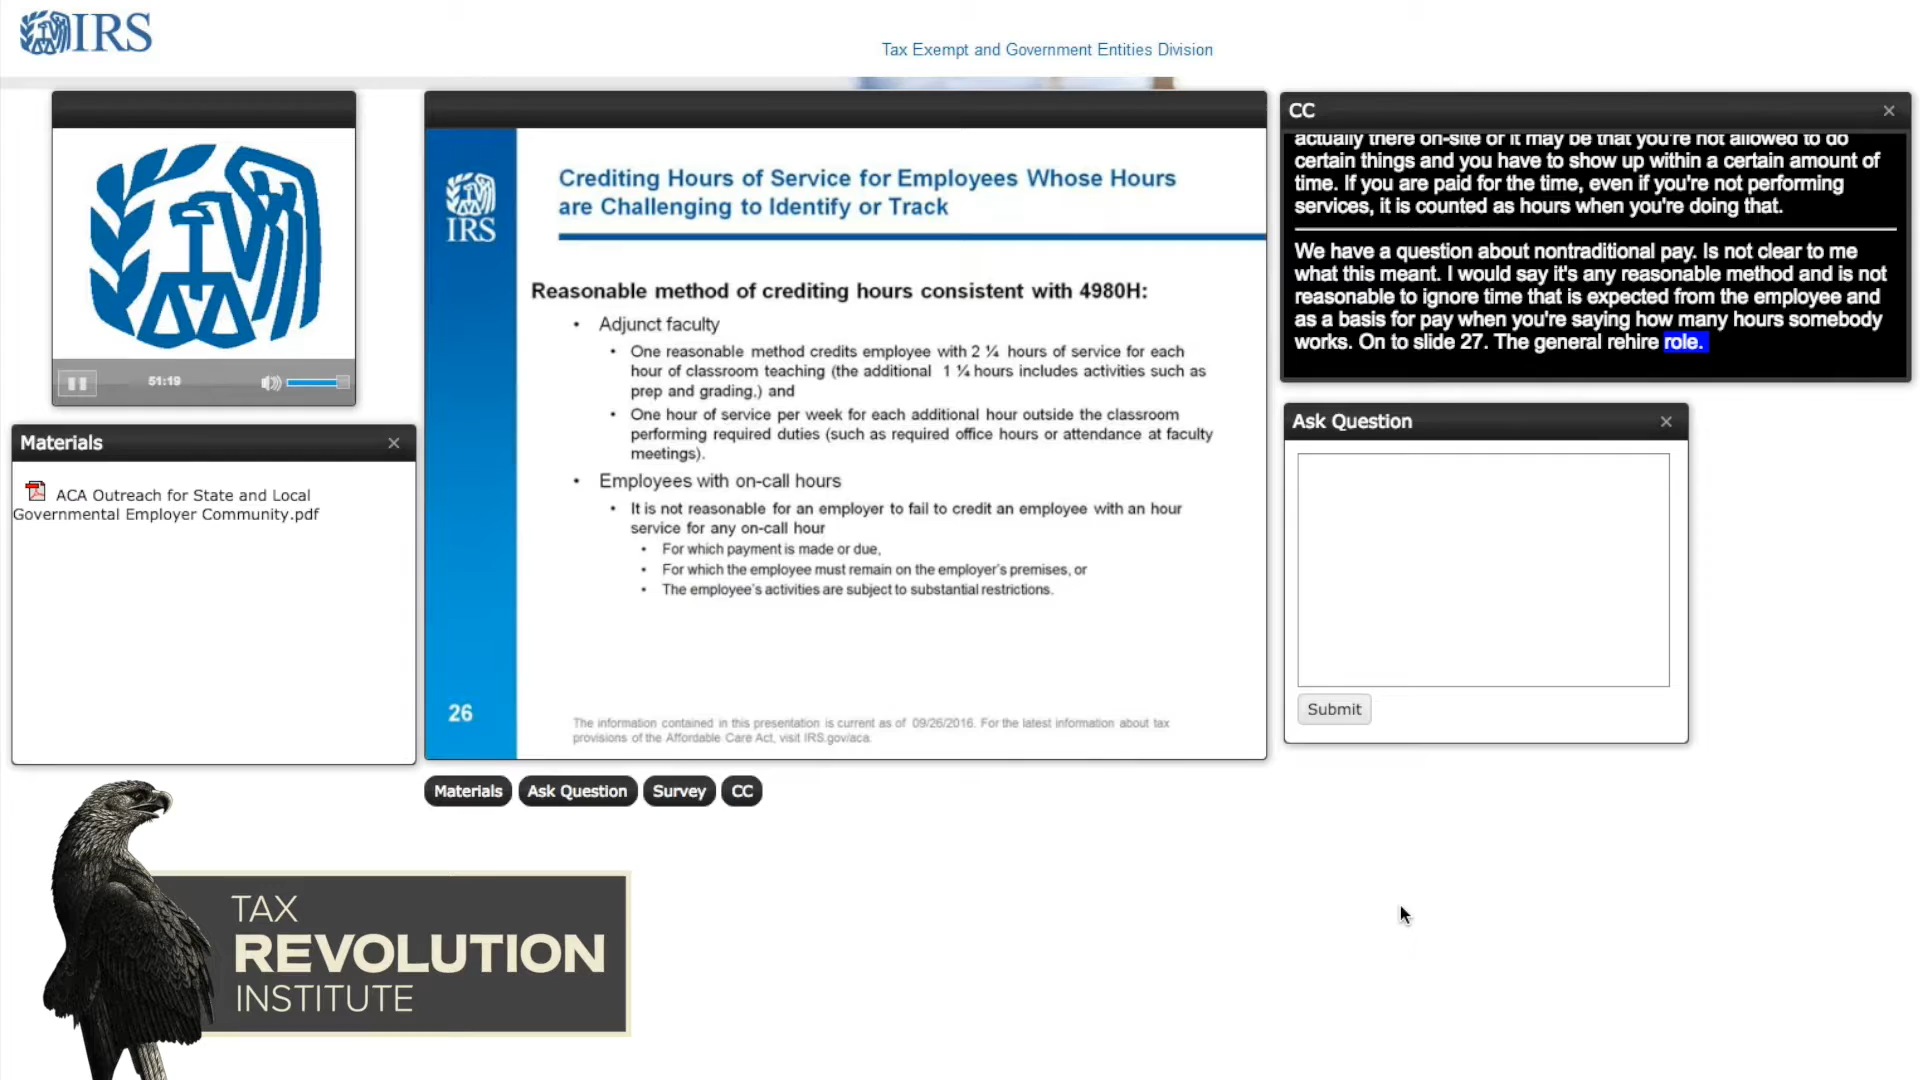 IRS
Tax Exempt and Government Entities Division
51:19
Materials
ACA Outreach for State and Local
Governmental Employer Community.pdf
IRS
Crediting Hours of Service for Employees Whose Hours
are Challenging to Identify or Track
Reasonable method of crediting hours consistent with 4980H:
• Adjunct faculty
• One reasonable method credits employee with 2 ¼ hours of service for each
hour of classroom teaching (the additional 1 ¼ hours includes activities such as
prep and grading,) and
• One hour of service per week for each additional hour outside the classroom
performing required duties (such as required office hours or attendance at faculty
meetings).
• Employees with on-call hours
• It is not reasonable for an employer to fail to credit an employee with an hour
service for any on-call hour
• For which payment is made or due,
• For which the employee must remain on the employer's premises, or
• The employee's activities are subject to substantial restrictions.
26
The information contained in this presentation is current as of 09/26/2016. For the latest information about tax
provisions of the Affordable Care Act, visit IRS.gov/aca.
Materials
Ask Question
Survey
CC
CC
actually there on-site or it may be that you're not allowed to do
certain things and you have to show up within a certain amount of
time. If you are paid for the time, even if you're not performing
services, it is counted as hours when you're doing that.
We have a question about nontraditional pay. Is not clear to me
what this meant. I would say it's any reasonable method and is not
reasonable to ignore time that is expected from the employee and
as a basis for pay when you're saying how many hours somebody
works. On to slide 27. The general rehire role.
Ask Question
Submit
TAX
REVOLUTION
INSTITUTE